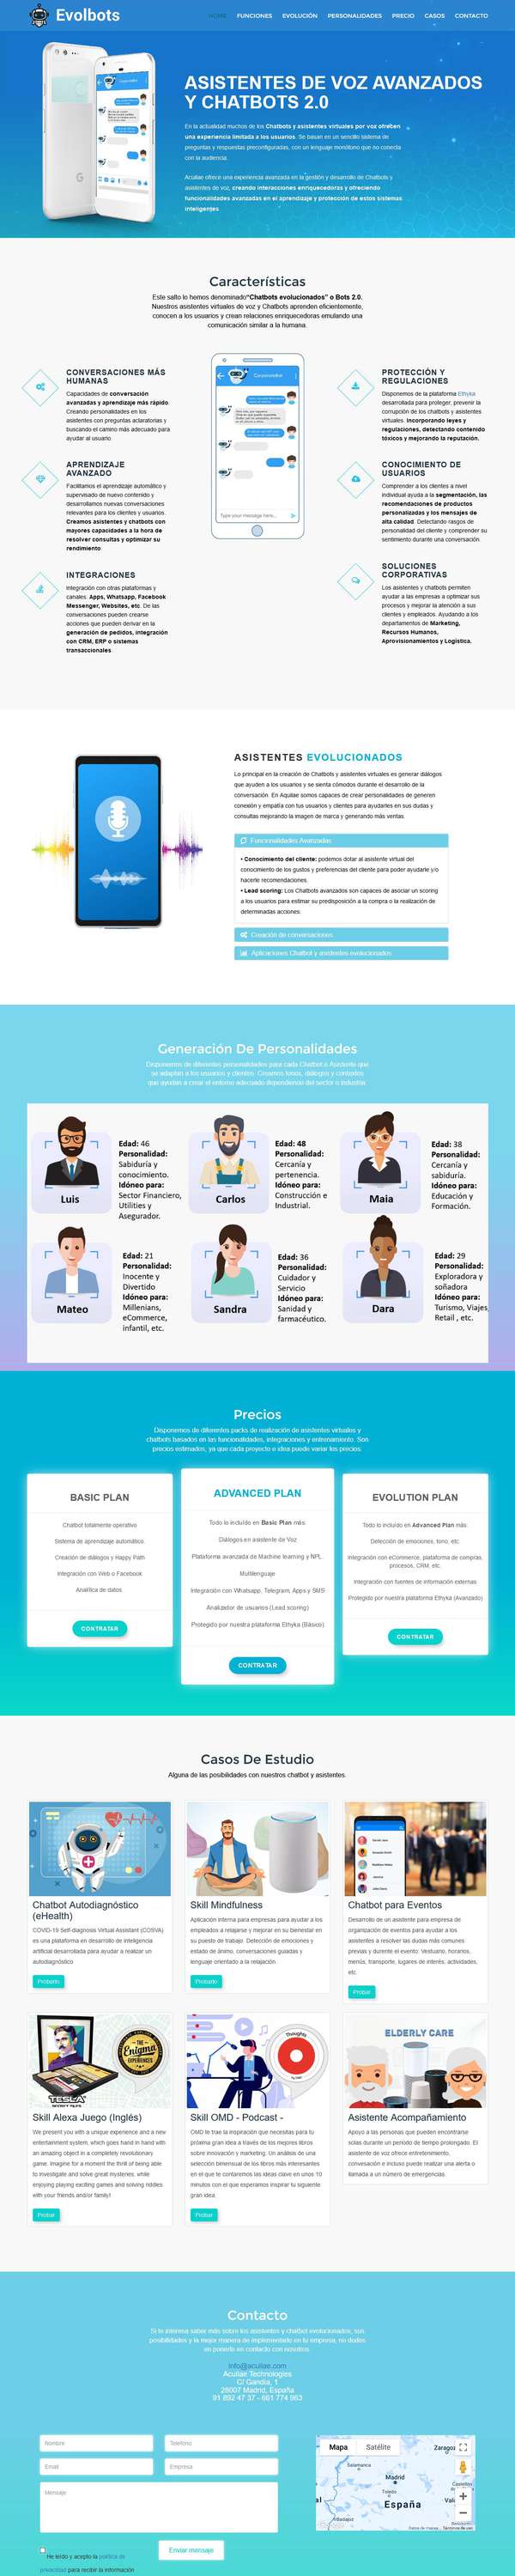 Evolbots
HOME FUNCIONES EVOLUCIÓN PERSONALIDADES PRECIO CASOS CONTACTO
ASISTENTES DE VOZ AVANZADOS
Y CHATBOTS 2.0
En la actualidad muchos de los Chatbots y asistentes virtuales por voz ofrecen
una experiencia limitada a los usuarios. Se basan en un sencillo sistema de
preguntas y respuestas preconfiguradas, con un lenguaje monótono que no conecta
con la audiencia.
Acuilae ofrece una experiencia avanzada en la gestión y desarrollo de Chatbots y
asistentes de voz, creando interacciones enriquecedoras y ofreciendo
funcionalidades avanzadas en el aprendizaje y protección de estos sistemas
inteligentes.
Características
Este salto lo hemos denominado"Chatbots evolucionados" o Bots 2.0.
Nuestros asistentes virtuales de voz y Chatbots aprenden eficientemente,
conocen a los usuarios y crean relaciones enriquecedoras emulando una
comunicación similar a la humana.
CONVERSACIONES MÁS
HUMANAS
Capacidades de conversación
avanzadas y aprendizaje más rápido.
Creando personalidades en los
asistentes con preguntas aclaratorias y
buscando el camino más adecuado para
ayudar al usuario.
APRENDIZAJE
AVANZADO
Facilitamos el aprendizaje automático y
supervisado de nuevo contenido y
desarrollamos nuevas conversaciones
relevantes para los clientes y usuarios.
Creamos asistentes y chatbots con
mayores capacidades a la hora de
resolver consultas y optimizar su
rendimiento.
INTEGRACIONES
Integración con otras plataformas y
canales: Apps, Whatsapp, Facebook
Messenger, Websites, etc. De las
conversaciones pueden crearse
acciones que pueden derivar en la
generación de pedidos, integración
con CRM, ERP o sistemas
transaccionales.
Type your message here...
PROTECCIÓN Y
REGULACIONES
Disponemos de la plataforma Ethyka
desarrollada para proteger, prevenir la
corrupción de los chatbots y asistentes
virtuales. Incorporando leyes y
regulaciones, detectando contenido
tóxicos y mejorando la reputación.
CONOCIMIENTO DE
USUARIOS
Comprender a los clientes a nivel
individual ayuda a la segmentación, las
recomendaciones de productos
personalizadas y los mensajes de
alta calidad. Detectando rasgos de
personalidad del cliente y comprender su
sentimiento durante una conversación.
SOLUCIONES
CORPORATIVAS
Los asistentes y chatbots permiten
ayudar a las empresas a optimizar sus
procesos y mejorar la atención a sus
clientes y empleados. Ayudando a los
departamentos de Marketing,
Recursos Humanos,
Aprovisionamientos y Logística.
ASISTENTES EVOLUCIONADOS
Lo principal en la creación de Chatbots y asistentes virtuales es generar diálogos
que ayuden a los usuarios y se sienta cómodos durante el desarrollo de la
conversación. En Aquilae somos capaces de crear personalidades de generen
conexión y empatía con tus usuarios y clientes para ayudarles en sus dudas y
consultas mejorando la imagen de marca y generando más ventas.
Funcionalidades Avanzadas
• Conocimiento del cliente: podemos dotar al asistente virtual del
conocimiento de los gustos y preferencias del cliente para poder ayudarle y/o
hacerle recomendaciones.
• Lead scoring: Los Chatbots avanzados son capaces de asociar un scoring
a los usuarios para estimar su predisposición a la compra o la realización de
determinadas acciones.
Creación de conversaciones
Aplicaciones Chatbot y asistentes evolucionados
Generación De Personalidades
Disponemos de diferentes personalidades para cada Chatbot o Asistente que
se adaptan a los usuarios y clientes. Creamos tonos, diálogos y contextos
que ayudan a crear el entorno adecuado dependiendo del sector o industria.
Luis
Edad: 46
Personalidad:
Sabiduría y
conocimiento.
Idóneo para:
Sector Financiero,
Utilities y
Asegurador.
Carlos
Edad: 48
Personalidad:
Cercanía y
pertenencia.
Idóneo para:
Construcción e
Industrial.
Maia
Edad: 38
Personalidad:
Cercanía y
sabiduría.
Idóneo para:
Educación y
Formación.
Mateo
Edad: 21
Personalidad:
Inocente y
Divertido
Idóneo para:
Millenians,
eCommerce,
infantil, etc.
Sandra
Edad: 36
Personalidad:
Cuidador y
Servicio
Idóneo para:
Sanidad y
farmacéutico.
Dara
Edad: 29
Personalidad:
Exploradora y
soñadora
Idóneo para:
Turismo, Viajes,
Retail , etc.
Precios
Disponemos de diferentes packs de realización de asistentes virtuales y
chatbots basados en las funcionalidades, integraciones y entrenamiento. Son
precios estimados, ya que cada proyecto e idea puede variar los precios.
BASIC PLAN
Chatbot totalmente operativo
Sistema de aprendizaje automático
Creación de diálogos y Happy Path
Integración con Web o Facebook
Analítica de datos
CONTRATAR
ADVANCED PLAN
Todo lo incluido en Basic Plan más:
Diálogos en asistente de Voz
Plataforma avanzada de Machine learning y NPL.
Multilenguaje
Integración con Whatsapp, Telegram, Apps y SMS
Analizador de usuarios (Lead scoring)
Protegido por nuestra plataforma Ethyka (Básico)
CONTRATAR
EVOLUTION PLAN
Todo lo incluido en Advanced Plan más:
Detección de emociones, tono, etc.
Integración con eCommerce, plataforma de compras,
procesos, CRM, etc.
Integración con fuentes de información externas
Protegido por nuestra plataforma Ethyka (Avanzado)
CONTRATAR
Casos De Estudio
Alguna de las posibilidades con nuestros chatbot y asistentes.
Chatbot Autodiagnóstico
(eHealth)
COVID-19 Self-diagnosis Virtual Assistant (COSVA)
es una plataforma en desarrollo de inteligencia
artificial desarrollada para ayudar a realizar un
autodiagnóstico
Probarlo
Skill Mindfulness
Aplicación interna para empresas para ayudar a los
empleados a relajarse y mejorar en su bienestar en
su puesto de trabajo. Detección de emociones y
estado de ánimo, conversaciones guiadas y
lenguaje orientado a la relajación.
Probarlo
Chatbot para Eventos
Desarrollo de un asistente para empresa de
organización de eventos para ayudar a los
asistentes a resolver las dudas más comunes
previas y durante el evento: Vestuario, horarios,
menús, transporte, lugares de interés, actividades,
etc.
Probar
THE
Enigma
EXPERIENCES
TESLA
Skill Alexa Juego (Inglés)
We present you with a unique experience and a new
entertainment system, which goes hand in hand with
an amazing object in a completely revolutionary
game. Imagine for a moment the thrill of being able
to investigate and solve great mysteries, while
enjoying playing exciting games and solving riddles
with your friends and/or family!
Probar
Thoughts
Skill OMD - Podcast -
OMD te trae la inspiración que necesitas para tu
próxima gran idea a través de los mejores libros
sobre innovación y marketing. Un análisis de una
selección bimensual de los libros más interesantes
en el que te contaremos las ideas clave en unos 10
minutos con el que esperamos inspirar tu siguiente
gran idea.
Probar
ELDERLY CARE
Asistente Acompañamiento
Apoyo a las personas que pueden encontrarse
solas durante un periodo de tiempo prolongado. El
asistente de voz ofrece entretenimiento,
conversación e incluso puede realizar una alerta o
llamada a un número de emergencias.
Contacto
Si te interesa saber más sobre los asistentes y chatbot evolucionados, sus
posibilidades y la mejor manera de implementarlo en tu empresa, no dudes
en ponerte en contacto con nosotros.
info@acuilae.com
Acuilae Technologies
C/ Gandía, 1
28007 Madrid, España
91 892 47 37 - 661 774 963
Nombre
Teléfono
Email
Empresa
Mensaje
He leído y acepto la política de
privacidad para recibir la información
Enviar mensaje
Mapa Satélite
Zaragoz
Salamanca
Madrid
Toledo
Castellón
España
Badajoz